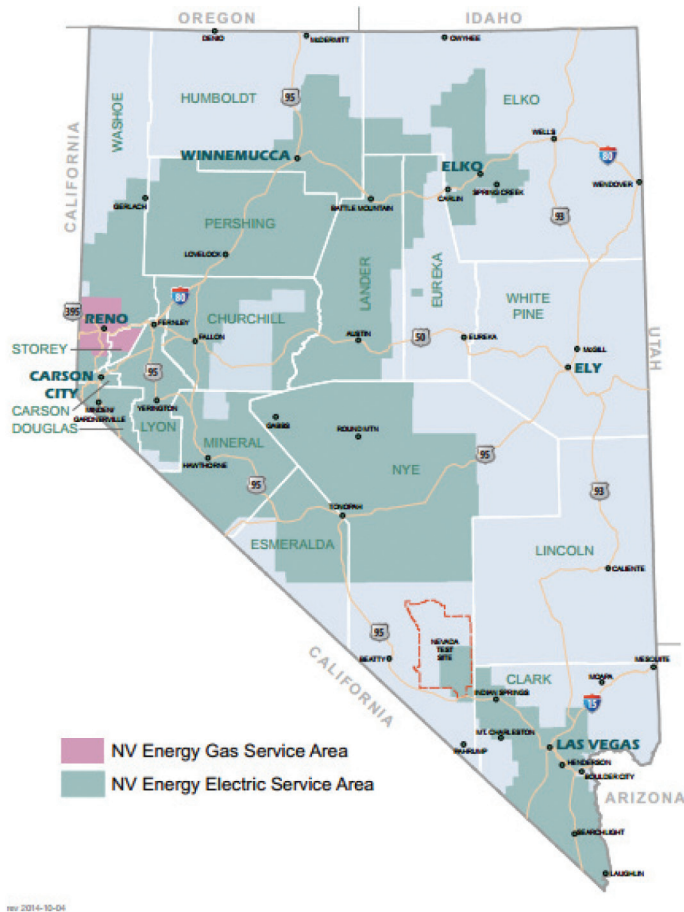 OREGON
IDAHO
DENIO
McDERMITT
OWYHEE
HUMBOLDT
95
ELKO
WASHOE
CALIFORNIA
WELLS
80
WINNEMUCCA
ELKO
SPRING CREEK
WENDOVER
CARLIN
GERLACH
BATTLE MOUNTAIN
93
PERSHING
LOVELOCK
LANDER
EUREKA
WHITE
PINE
80
395
RENO
FERNLEY
CHURCHILL
FALLON
AUSTIN
50
EUREKA
UTAH
STOREY
McGILL
ELY
CARSON
CITY
95
CARSON
MINDEN/
GARDNERVILLE
YERINGTON
DOUGLAS
LYON
GABBS
MINERAL
ROUND MTN
HAWTHORNE
NYE
95
95
93
TONOPAH
ESMERALDA
LINCOLN
CALIENTE
95
NEVADA
TEST
SITE
BEATTY
CALIFORNIA
MESQUITE
CLARK
MOAPA
INDIAN SPRINGS
15
MT. CHARLESTON
PAHRUMP
LAS VEGAS
NV Energy Gas Service Area
HENDERSON
BOULDER CITY
NV Energy Electric Service Area
ARIZONA
SEARCHLIGHT
LAUGHLIN
rev 2014-10-04